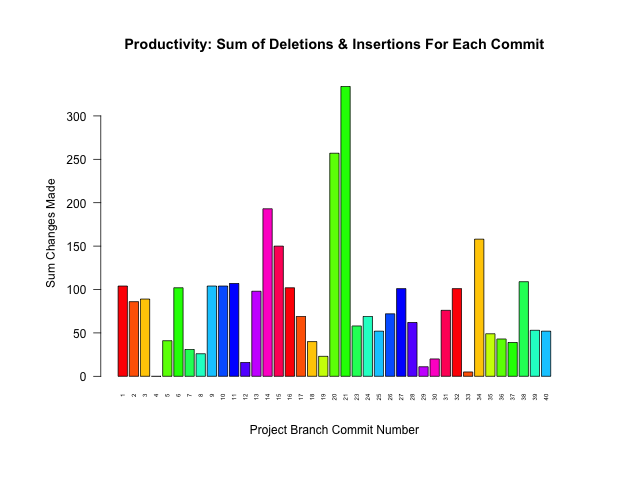 Productivity: Sum of Deletions & Insertions For Each Commit
Sum Changes Made
300
250
200
150
100
50
0
1 2 3 4 5 6 7 8 9 10 11 12 13 14 15 16 17 18 19 20 21 23 24 25 26 27 28 29 30 31 32 33 34 35 36 37 38 39 40
Project Branch Commit Number